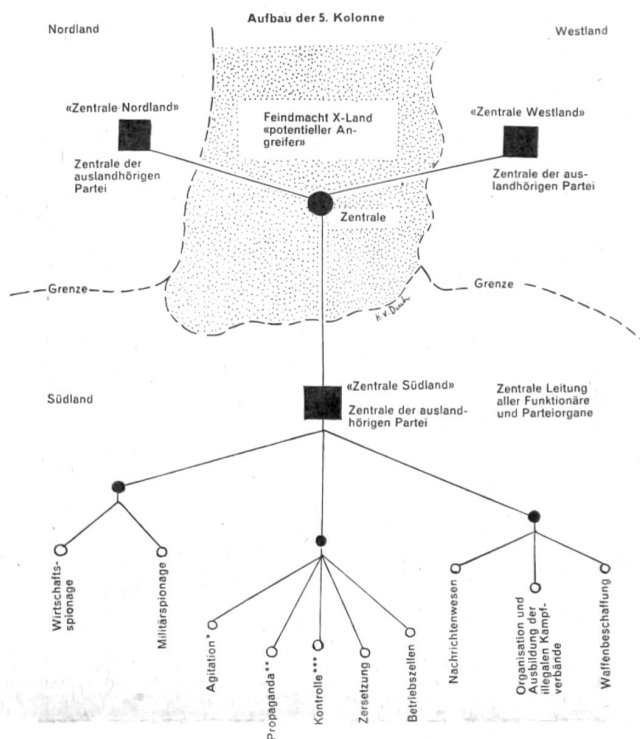 Aufbau der 5. Kolonne
Nordland
Westland
«Zentrale Nordland»
Zentrale der
auslandhörigen
Partei
Feindmacht X-Land
«potentieller An-
greifer»
«Zentrale Westland»
Zentrale der aus-
landhörigen Partei
Zentrale
Grenze
Grenze
H. v. Dach
Südland
«Zentrale Südland»
Zentrale der ausland-
hörigen Partei
Zentrale Leitung
aller Funktionäre
und Parteiorgane
Wirtschafts-
spionage
Militärspionage
Agitation*
Propaganda**
Kontrolle***
Zersetzung
Betriebszellen
Nachrichtenwesen
Organisation und
Ausbildung der
illegalen Kampf-
verbände
Waffenbeschaffung